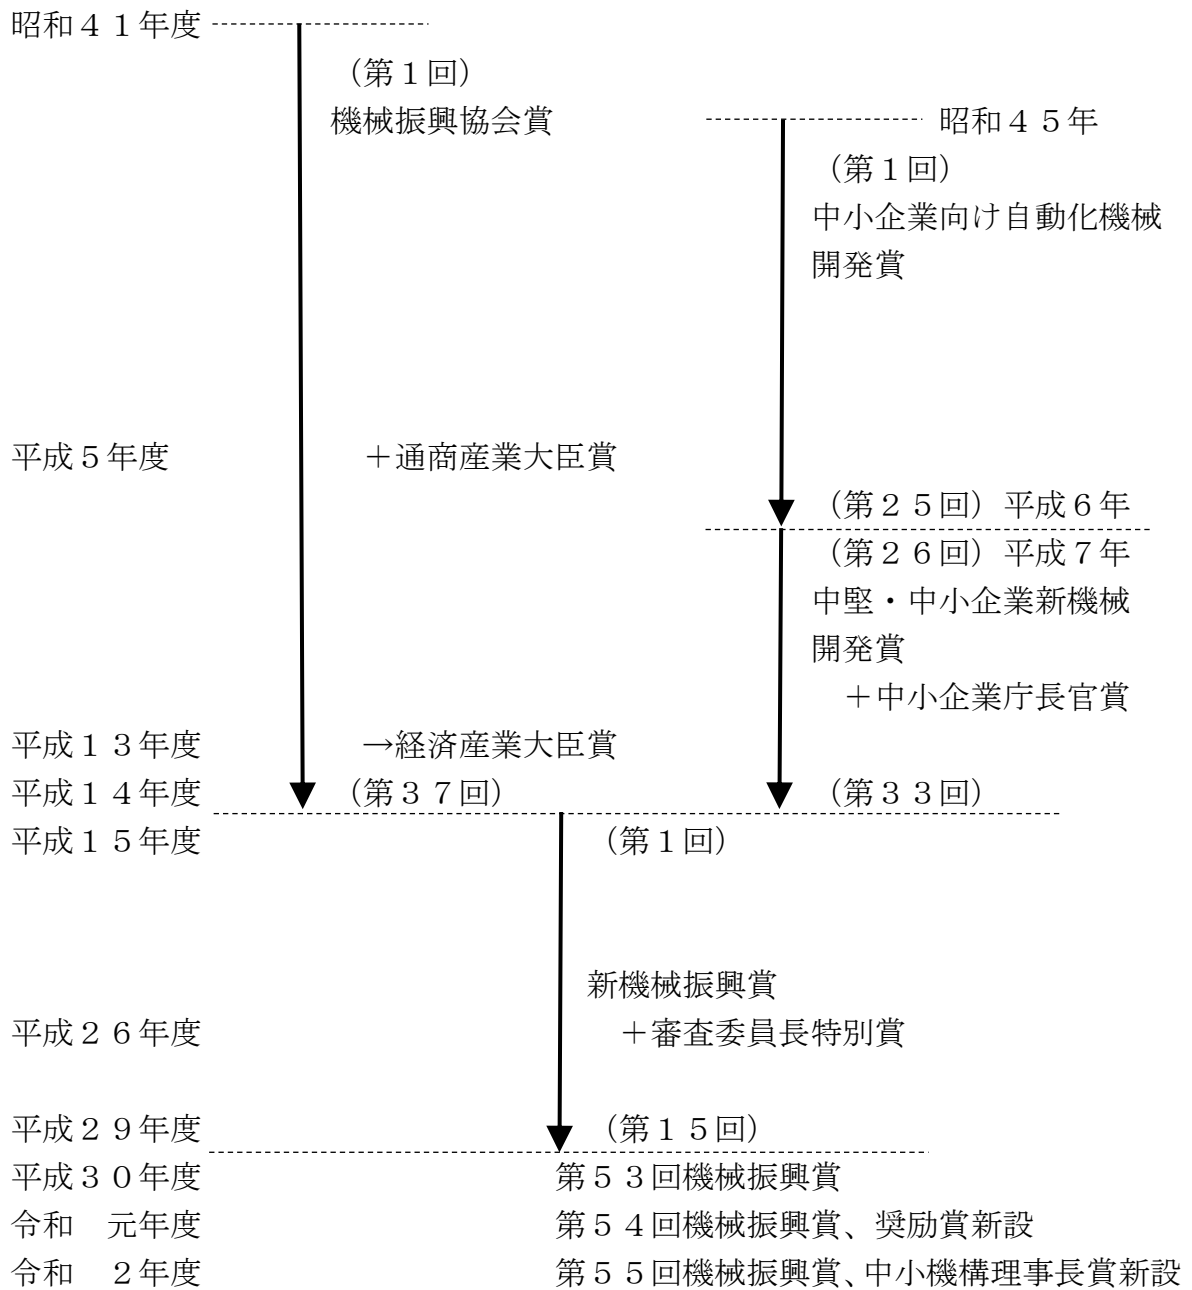 昭和４１年度
（第１回）
機械振興協会賞
昭和４５年
（第１回）
中小企業向け自動化機械
開発賞
平成５年度
＋通商産業大臣賞
（第２５回）平成６年
（第２６回）平成７年
中堅・中小企業新機械
開発賞
＋中小企業庁長官賞
平成１３年度
→経済産業大臣賞
平成１４年度
（第３７回）
（第３３回）
平成１５年度
（第１回）
新機械振興賞
平成２６年度
＋審査委員長特別賞
平成２９年度
（第１５回）
平成３０年度
第５３回機械振興賞
令和　元年度
第５４回機械振興賞、奨励賞新設
令和　２年度
第５５回機械振興賞、中小機構理事長賞新設